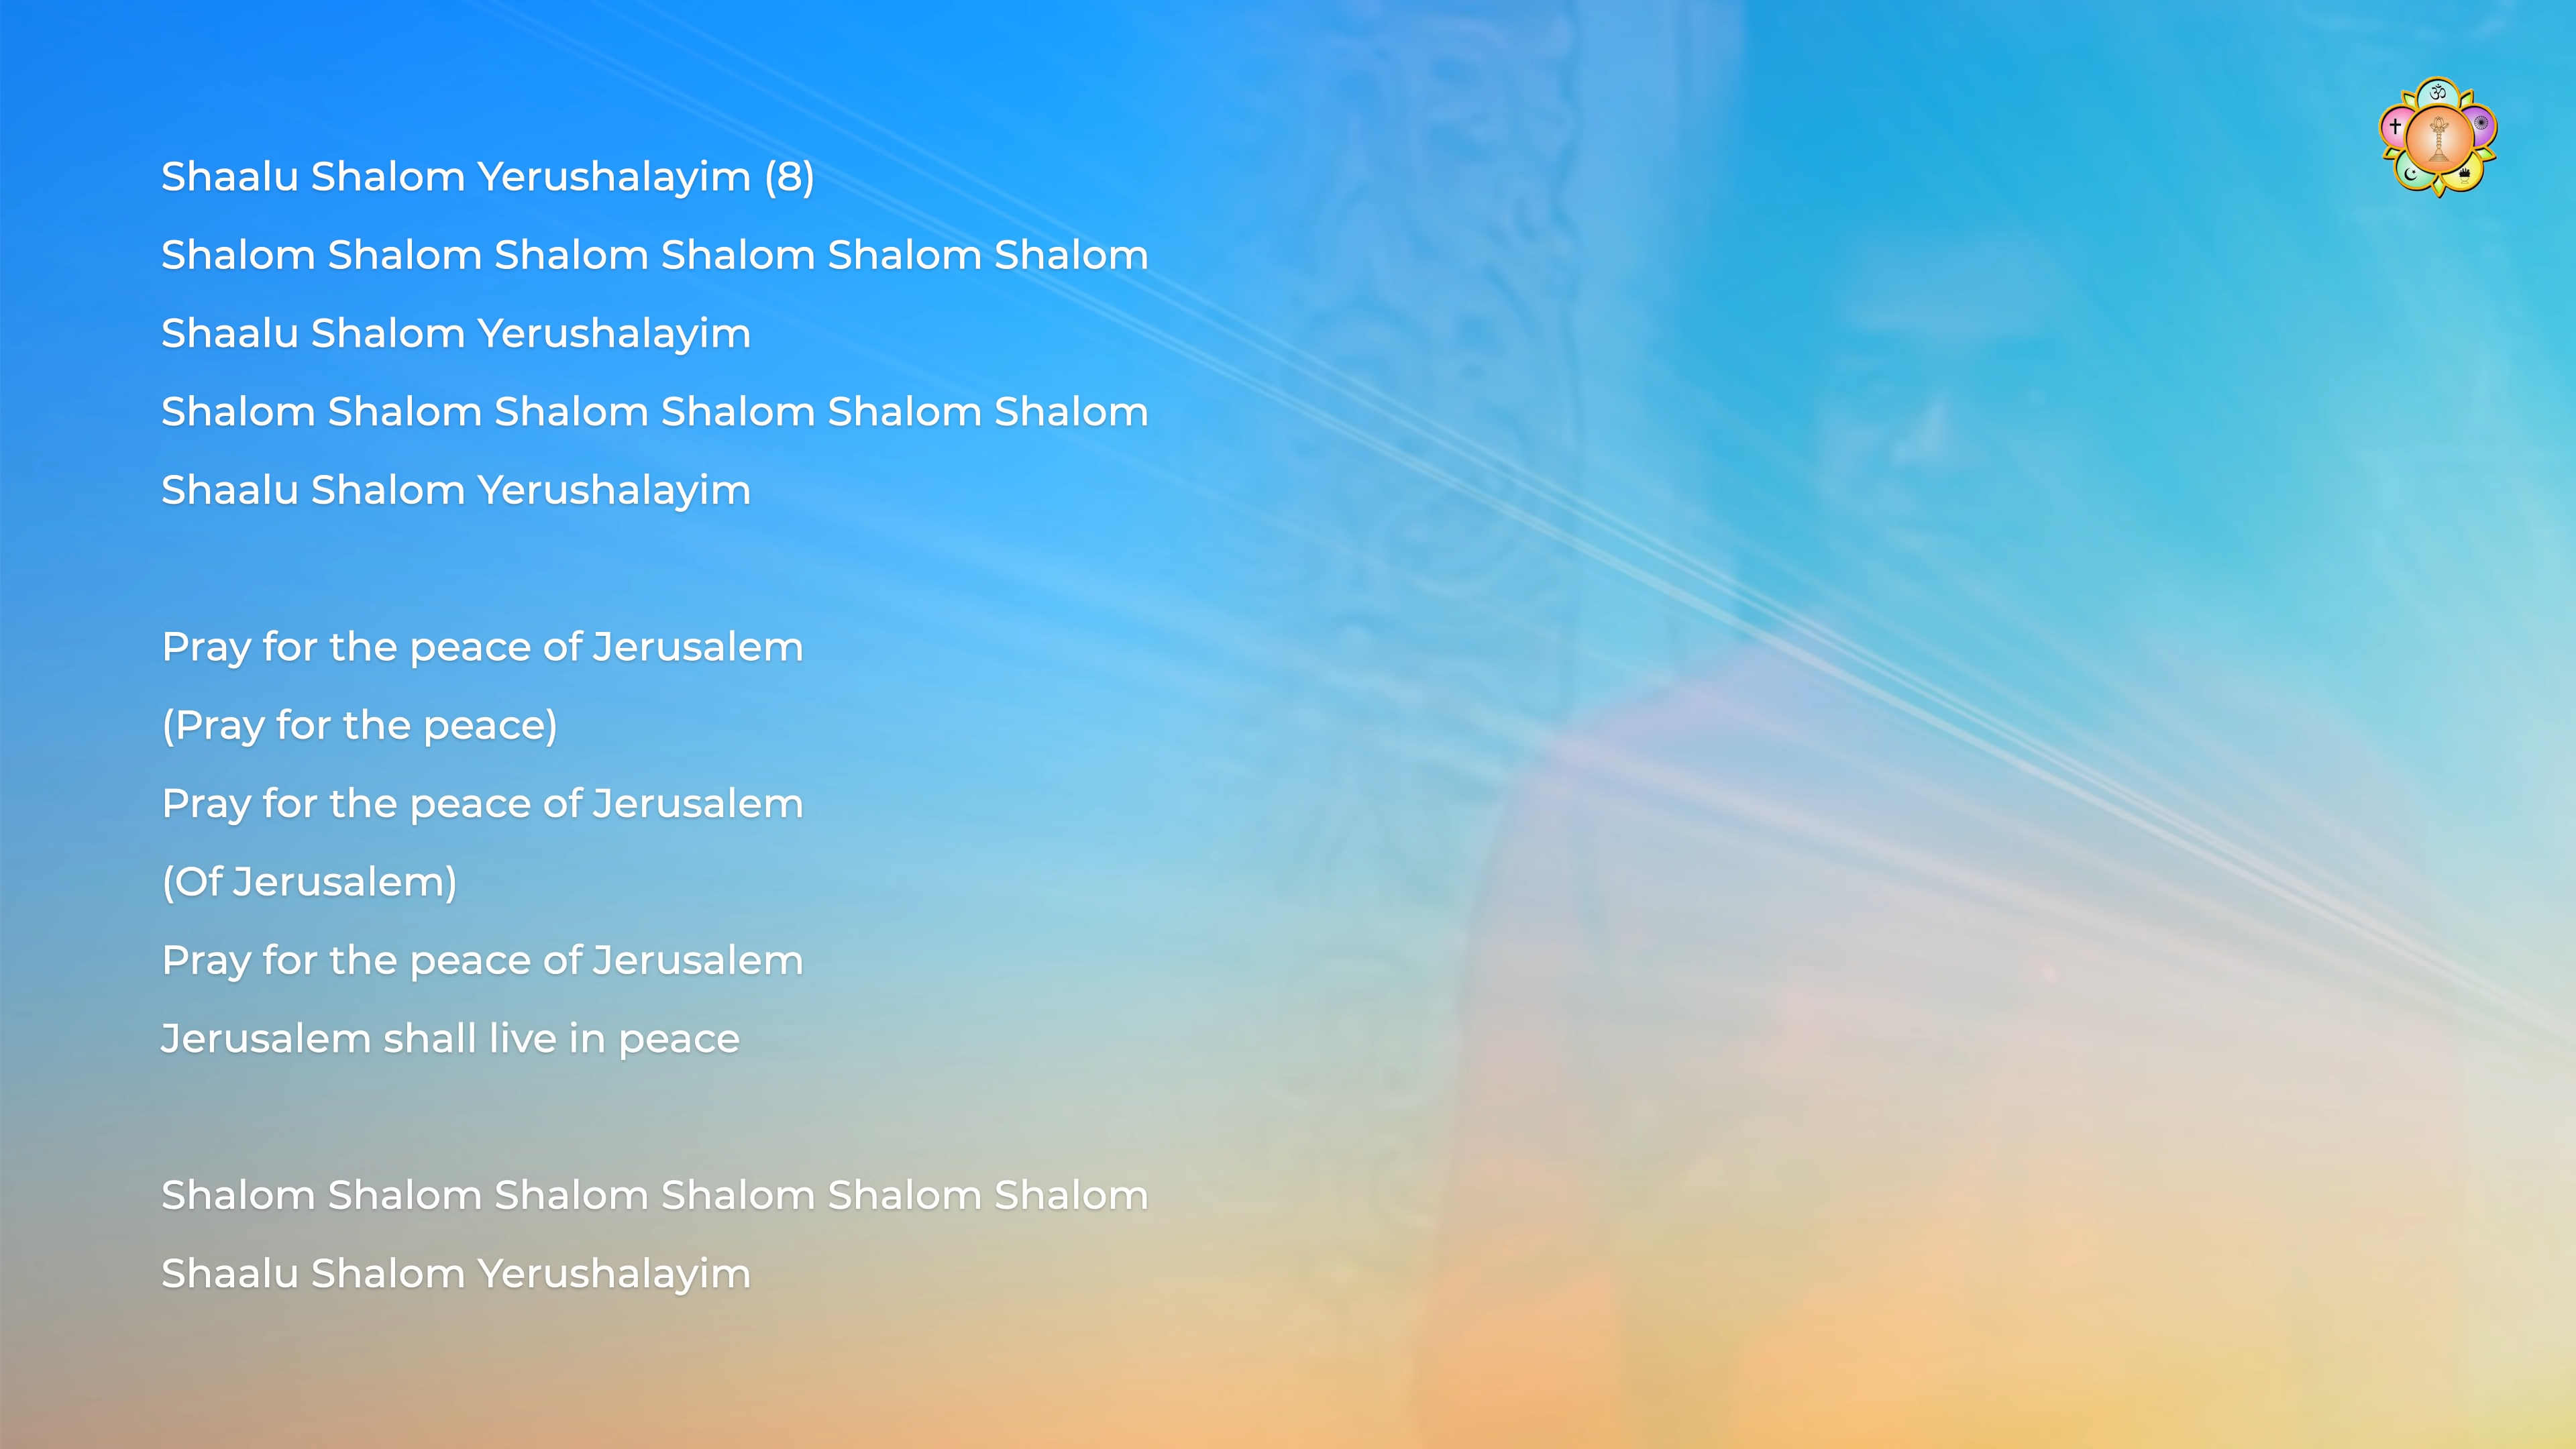 Shaalu Shalom Yerushalayim (8)
Shalom Shalom Shalom Shalom Shalom Shalom
Shaalu Shalom Yerushalayim
Shalom Shalom Shalom Shalom Shalom Shalom
Shaalu Shalom Yerushalayim
Pray for the peace of Jerusalem
(Pray for the peace)
Pray for the peace of Jerusalem
(Of Jerusalem)
Pray for the peace of Jerusalem
Jerusalem shall live in peace
Shalom Shalom Shalom Shalom Shalom Shalom
Shaalu Shalom Yerushalayim
ॐ